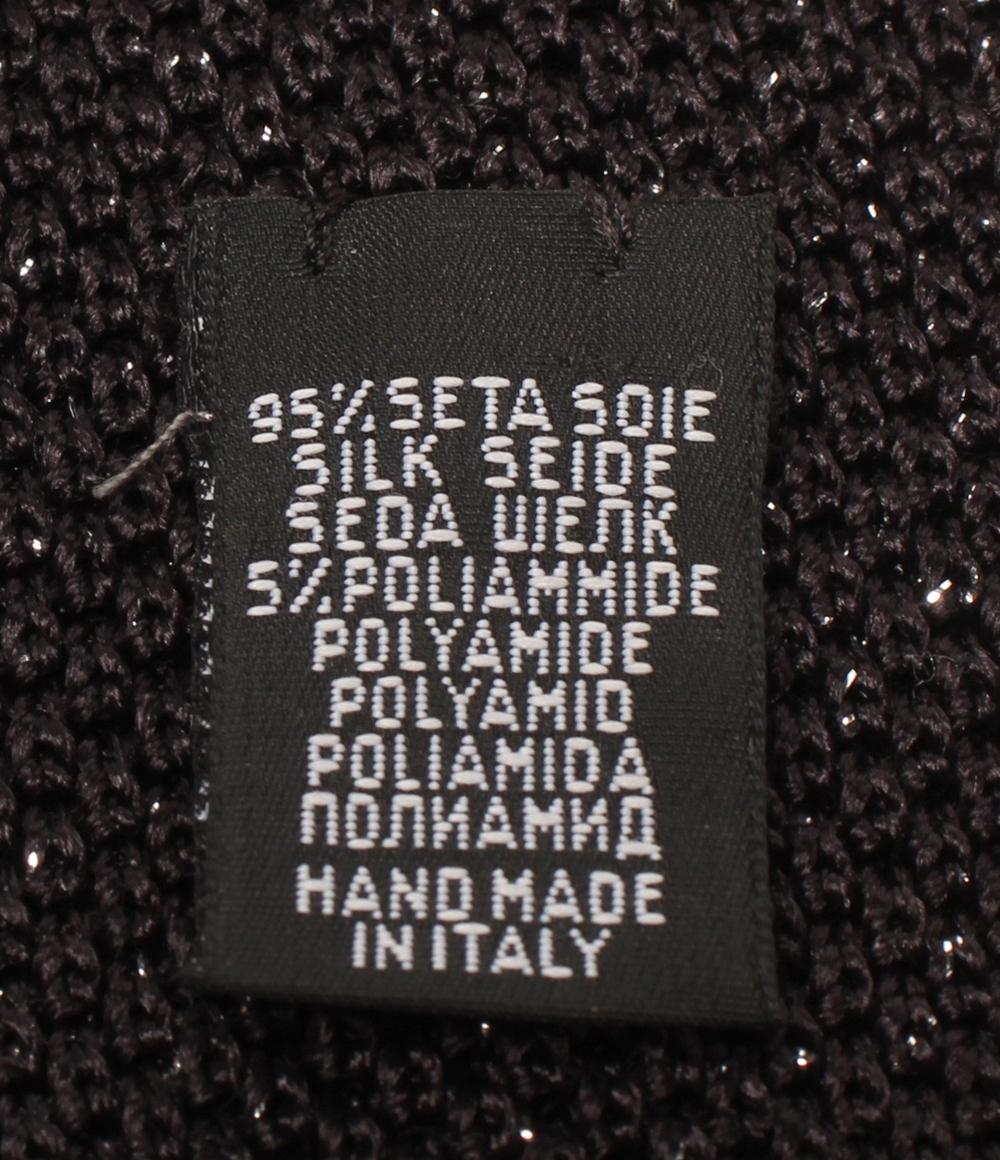 95% SETA SOIE
SILK SEIDE
SEDA ШЕЛК
5% POLIAMMIDE
POLYAMIDE
POLYAMID
POLIAMIDA
ПОЛИАМИД
HAND MADE
IN ITALY